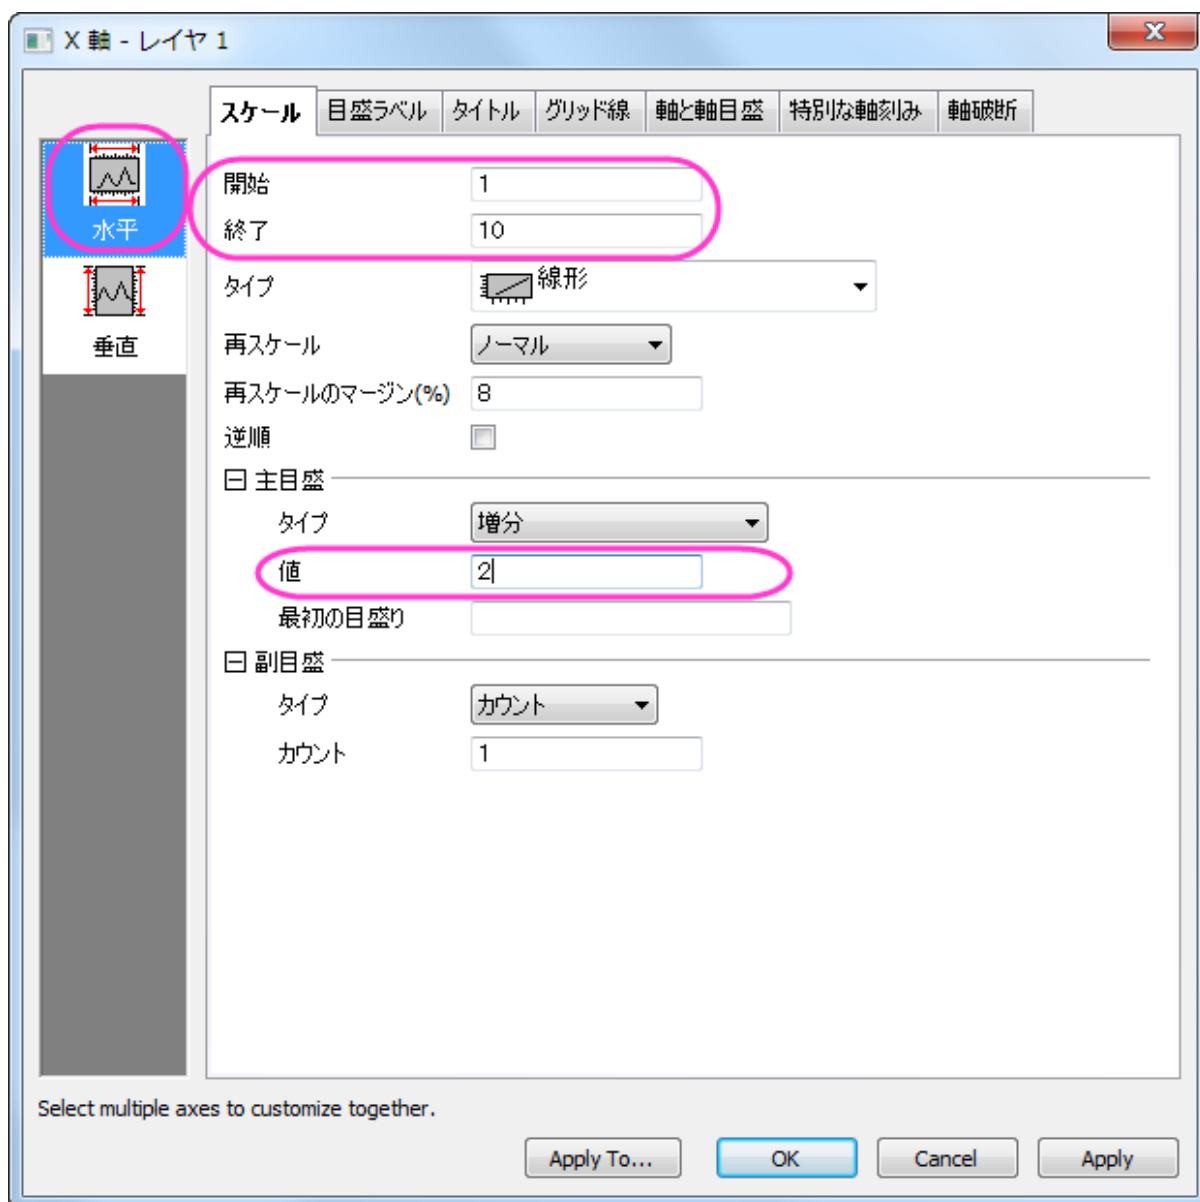 X 軸 - レイヤ 1
スケール 目盛ラベル タイトル グリッド線 軸と軸目盛 特別な軸刻み 軸破断
水平
垂直
開始 1
終了 10
タイプ 線形
再スケール ノーマル
再スケールのマージン(%) 8
逆順
主目盛
タイプ 増分
値 2
最初の目盛り
副目盛
タイプ カウント
カウント 1
Select multiple axes to customize together.
Apply To... OK Cancel Apply